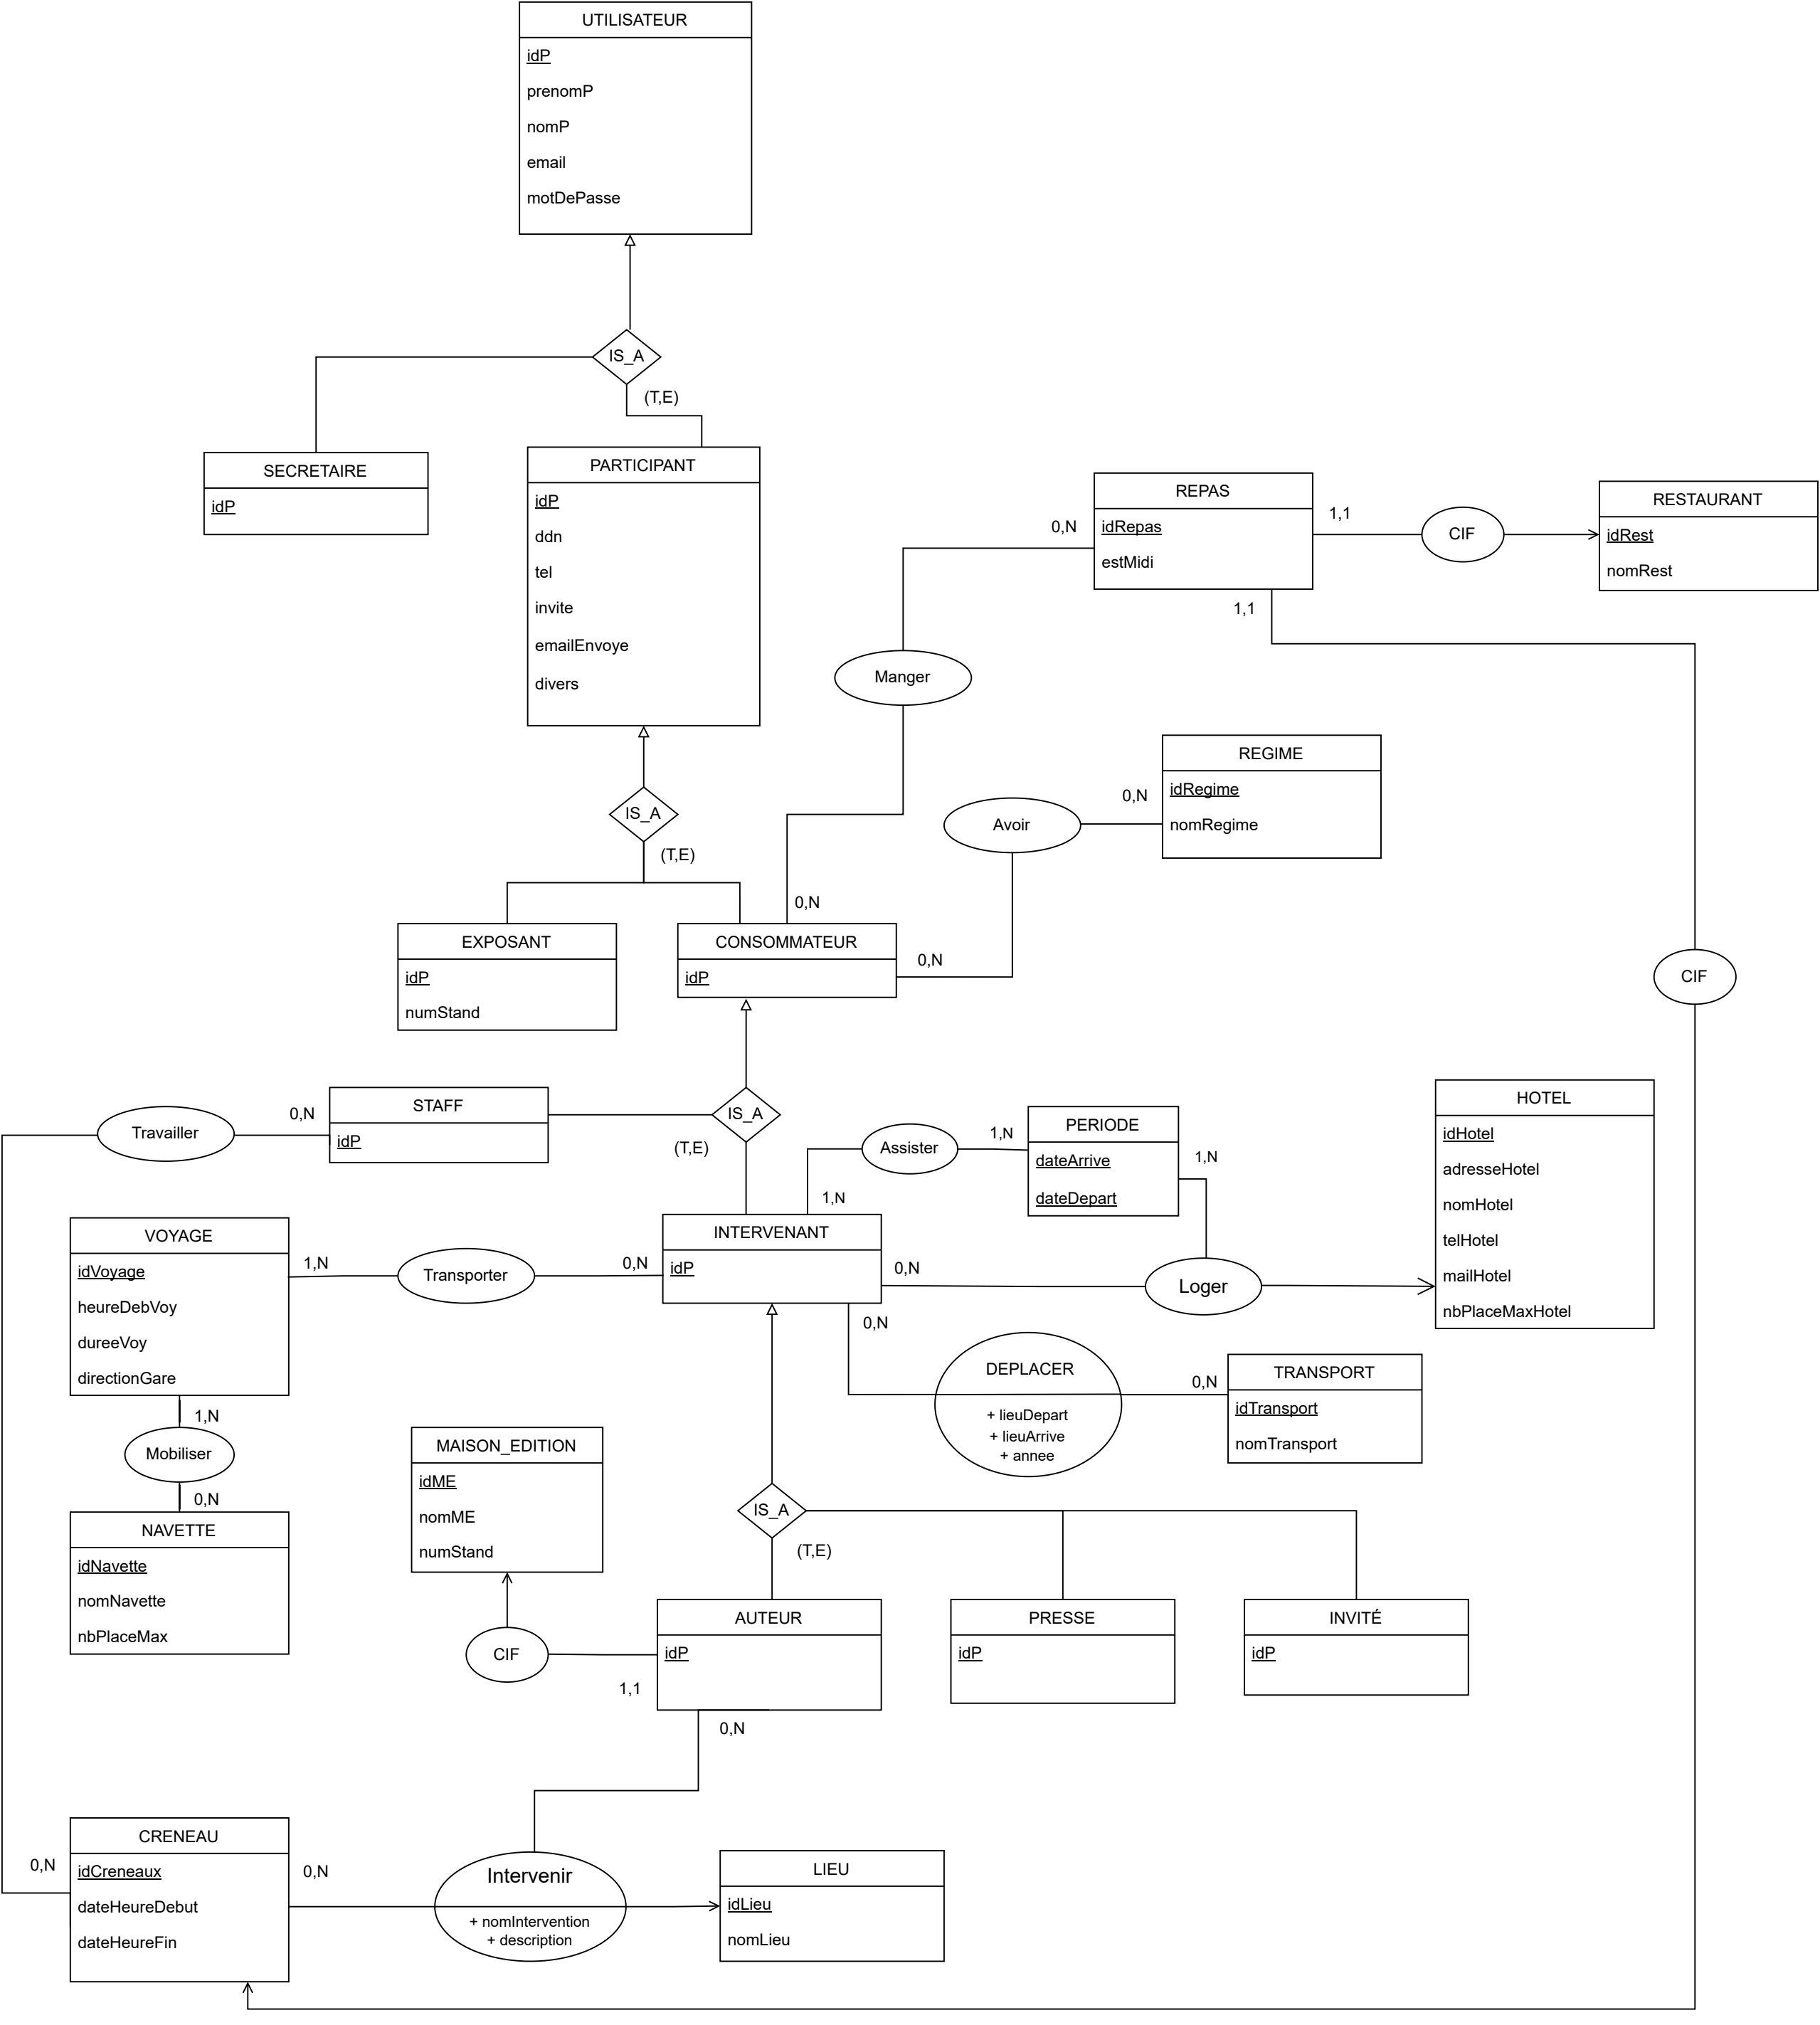 UTILISATEUR
idP
prenomP
nomP
email
motDePasse
IS_A
(T,E)
SECRETAIRE
idP
PARTICIPANT
idP
ddn
tel
invite
emailEnvoye
divers
REPAS
idRepas
estMidi
0,N
1,1
CIF
RESTAURANT
idRest
nomRest
1,1
Manger
REGIME
idRegime
nomRegime
0,N
Avoir
IS_A
(T,E)
0,N
EXPOSANT
idP
numStand
CONSOMMATEUR
idP
0,N
CIF
Travailler
0,N
STAFF
idP
IS_A
(T,E)
Assister
1,N
1,N
PERIODE
dateArrive
dateDepart
1,N
HOTEL
idHotel
adresseHotel
nomHotel
telHotel
mailHotel
nbPlaceMaxHotel
VOYAGE
idVoyage
heureDebVoy
dureeVoy
directionGare
1,N
Transporter
0,N
INTERVENANT
idP
0,N
Loger
0,N
DEPLACER
+ lieuDepart
+ lieuArrive
+ annee
0,N
TRANSPORT
idTransport
nomTransport
1,N
Mobiliser
0,N
NAVETTE
idNavette
nomNavette
nbPlaceMax
MAISON_EDITION
idME
nomME
numStand
IS_A
(T,E)
CIF
1,1
AUTEUR
idP
PRESSE
idP
INVITÉ
idP
0,N
0,N
CRENEAU
idCreneaux
dateHeureDebut
dateHeureFin
0,N
Intervenir
+ nomIntervention
+ description
LIEU
idLieu
nomLieu